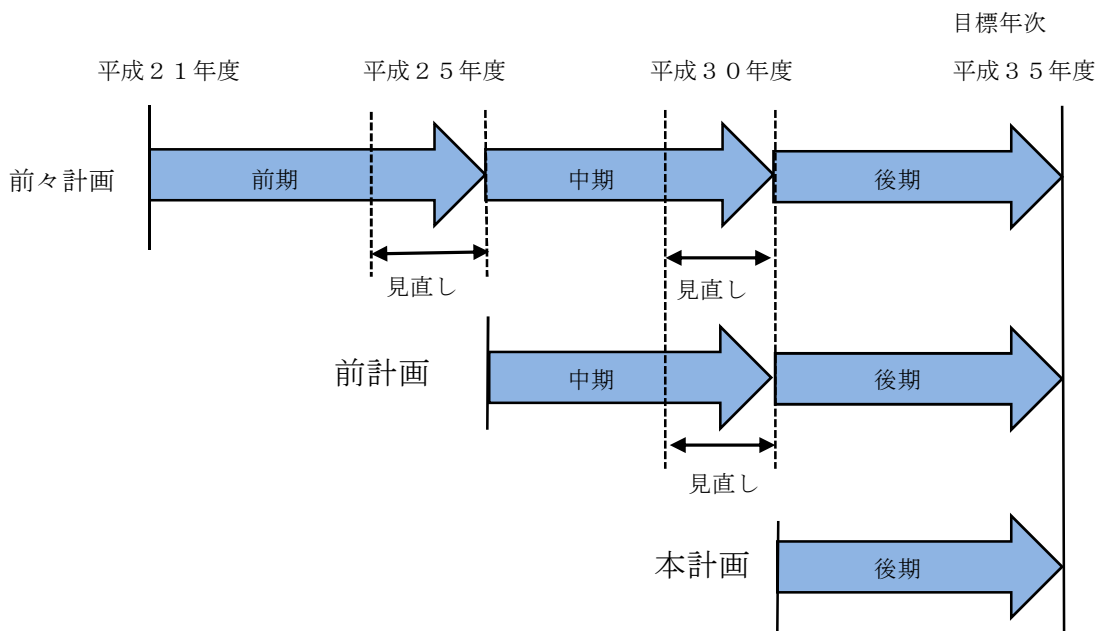 目標年次
平成２１年度 平成２５年度 平成３０年度 平成３５年度
前々計画 前期 中期 後期
見直し 見直し
前計画 中期 後期
見直し
本計画 後期